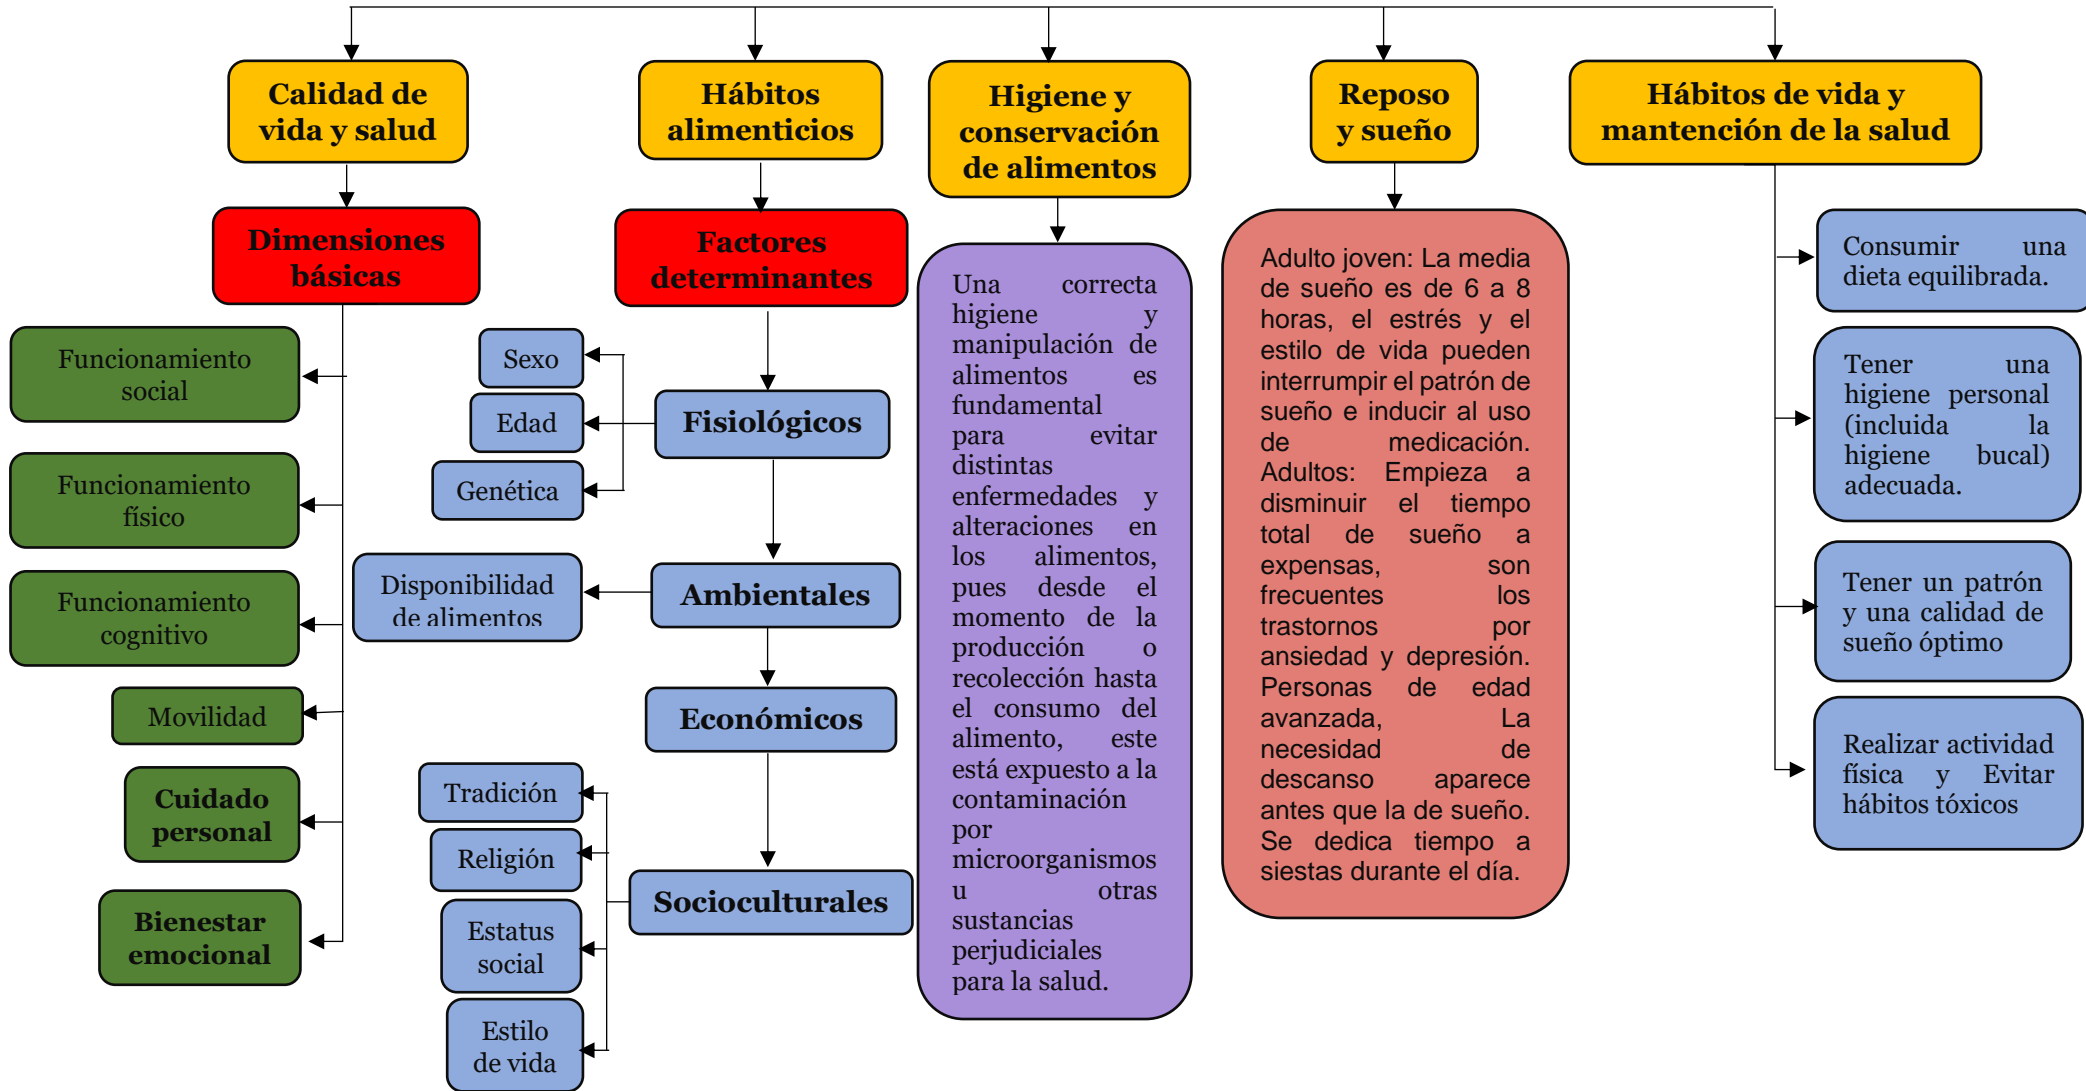 Calidad de
vida y salud
Dimensiones
básicas
Funcionamiento
social
Funcionamiento
físico
Funcionamiento
cognitivo
Movilidad
Cuidado
personal
Bienestar
emocional
Hábitos
alimenticios
Factores
determinantes
Fisiológicos
Sexo
Edad
Genética
Ambientales
Disponibilidad
de alimentos
Económicos
Socioculturales
Tradición
Religión
Estatus
social
Estilo
de vida
Higiene y
conservación
de alimentos
Una correcta
higiene y
manipulación de
alimentos es
fundamental
para evitar
distintas
enfermedades y
alteraciones en
los alimentos,
pues desde el
momento de la
producción o
recolección hasta
el consumo del
alimento, este
está expuesto a la
contaminación
por
microorganismos
u otras
sustancias
perjudiciales
para la salud.
Reposo
y sueño
Adulto joven: La media
de sueño es de 6 a 8
horas, el estrés y el
estilo de vida pueden
interrumpir el patrón de
sueño e inducir al uso
de medicación.
Adultos: Empieza a
disminuir el tiempo
total de sueño a
expensas, son
frecuentes los
trastornos por
ansiedad y depresión.
Personas de edad
avanzada, La
necesidad de
descanso aparece
antes que la de sueño.
Se dedica tiempo a
siestas durante el día.
Hábitos de vida y
mantención de la salud
Consumir una
dieta equilibrada.
Tener una
higiene personal
(incluida la
higiene bucal)
adecuada.
Tener un patrón
y una calidad de
sueño óptimo
Realizar actividad
física y Evitar
hábitos tóxicos